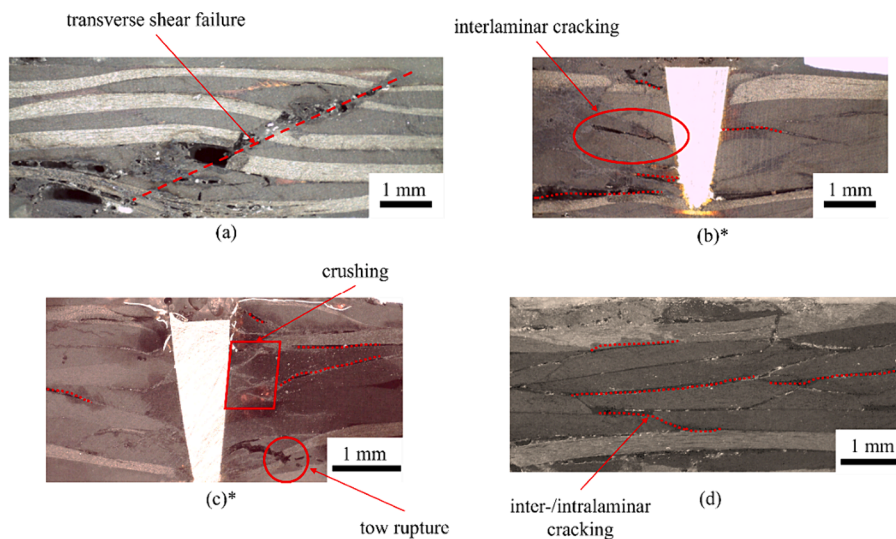 transverse shear failure
interlaminar cracking
1 mm
1 mm
(a)
(b)*
crushing
1 mm
1 mm
(c)*
(d)
tow rupture
inter-/intralaminar
cracking